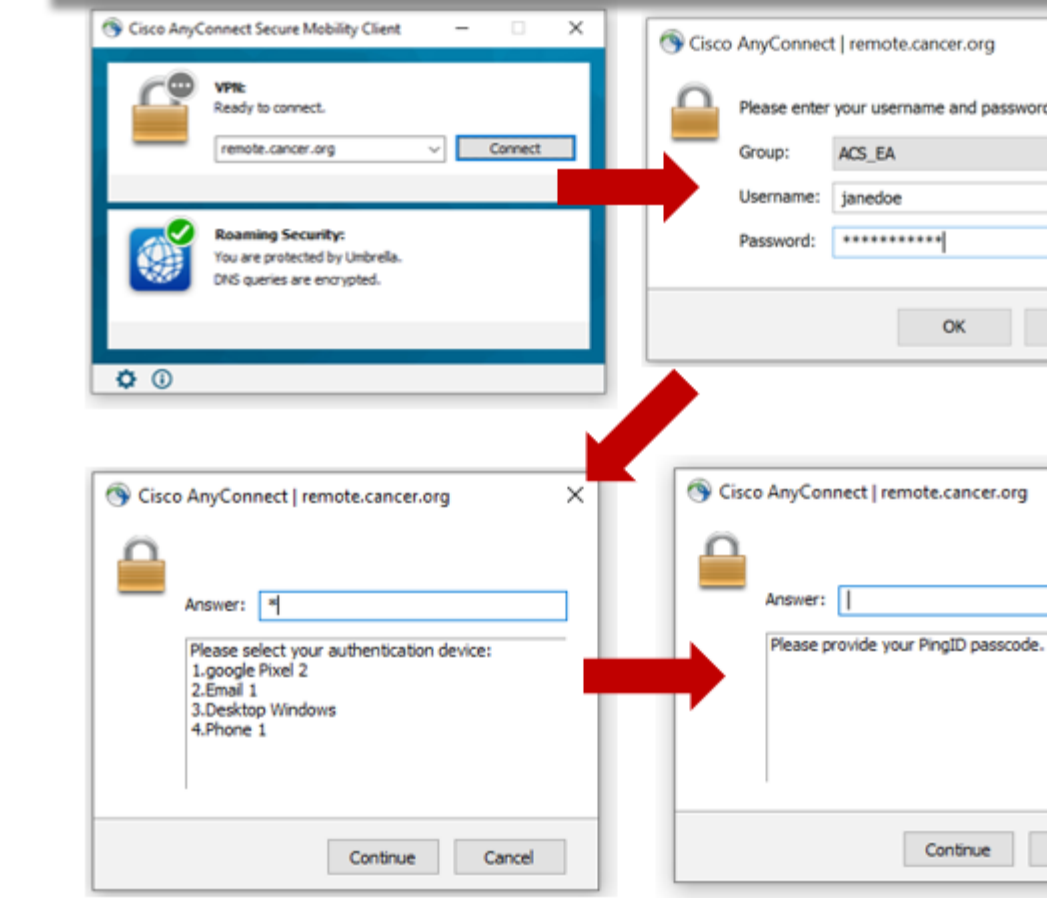 Cisco AnyConnect Secure Mobility Client
VPN:
Ready to connect.
remote.cancer.org
Connect
Roaming Security:
You are protected by Umbrella.
DNS queries are encrypted.
Cisco AnyConnect | remote.cancer.org
Please enter your username and password
Group: ACS_EA
Username: janedoe
Password: ***********
OK
Cisco AnyConnect | remote.cancer.org
Answer: *
Please select your authentication device:
1.google Pixel 2
2.Email 1
3.Desktop Windows
4.Phone 1
Continue Cancel
Cisco AnyConnect | remote.cancer.org
Answer:
Please provide your PingID passcode.
Continue